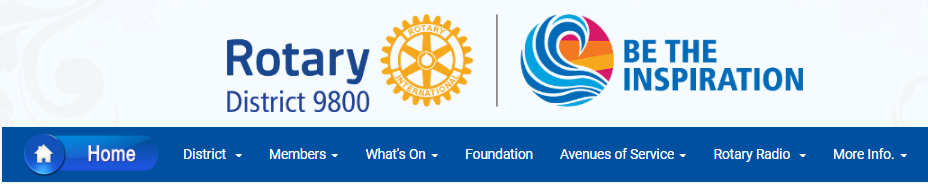 Rotary
District 9800
ROTARY
INTERNATIONAL
BE THE
INSPIRATION
Home District Members What's On Foundation Avenues of Service Rotary Radio More Info.